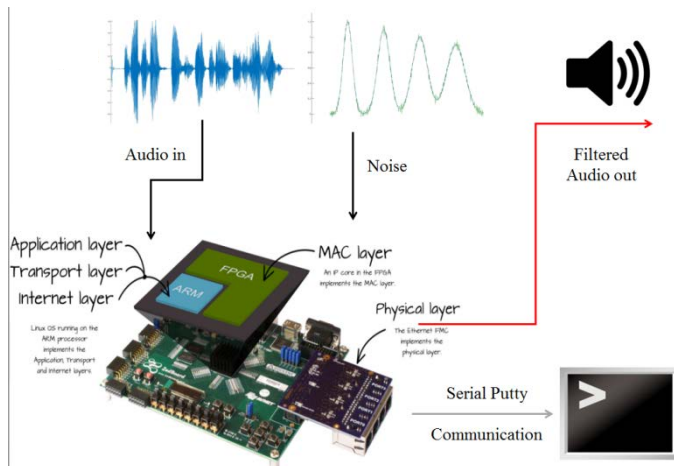 Audio in
Noise
Filtered
Audio out
Application layer
Transport layer
Internet layer
FPGA
ARM
MAC layer
An IP core in the FPGA
implements the MAC layer.
Linux OS running on the
ARM processor
implements the
Application, Transport
and Internet layers
Physical layer
The Ethernet FMC
implements the
physical layer.
Serial Putty
Communication
>